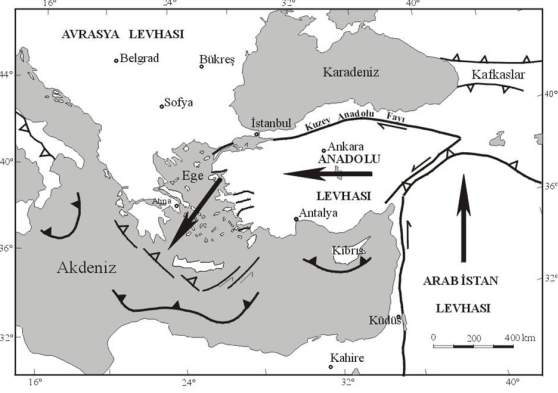 16° 24° 32° 40°
AVRASYA LEVHASI
Belgrad
Bükreş
Karadeniz
Kafkaslar
44°
40°
Sofya
İstanbul
Kuzey Anadolu Fayı
Ankara
ANADOLU
LEVHASI
40°
36°
Ege
Atina
Antalya
36°
Kıbrıs
Akdeniz
ARABİSTAN
LEVHASI
32°
Küdüs
0 200 400 km
32°
Kahire
16° 24° 32° 40°